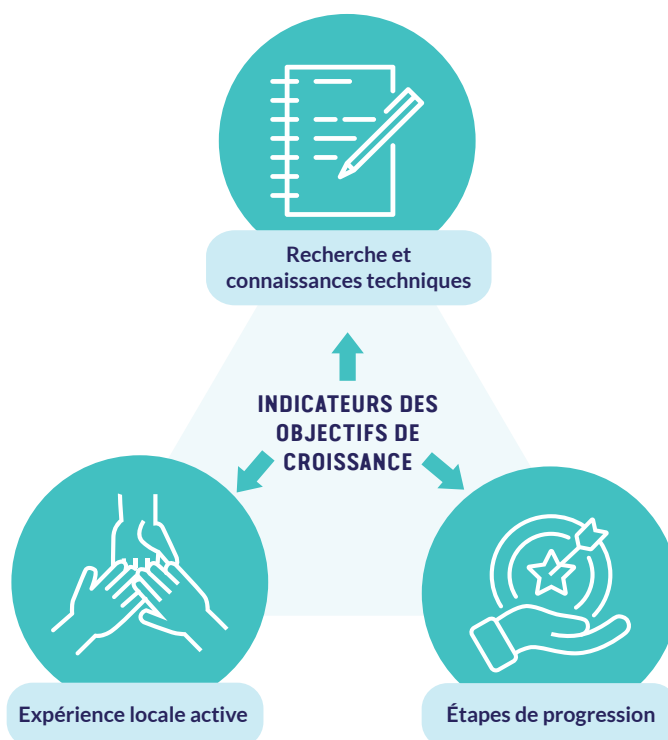 Recherche et
connaissances techniques
INDICATEURS DES
OBJECTIFS DE
CROISSANCE
Expérience locale active
Étapes de progression